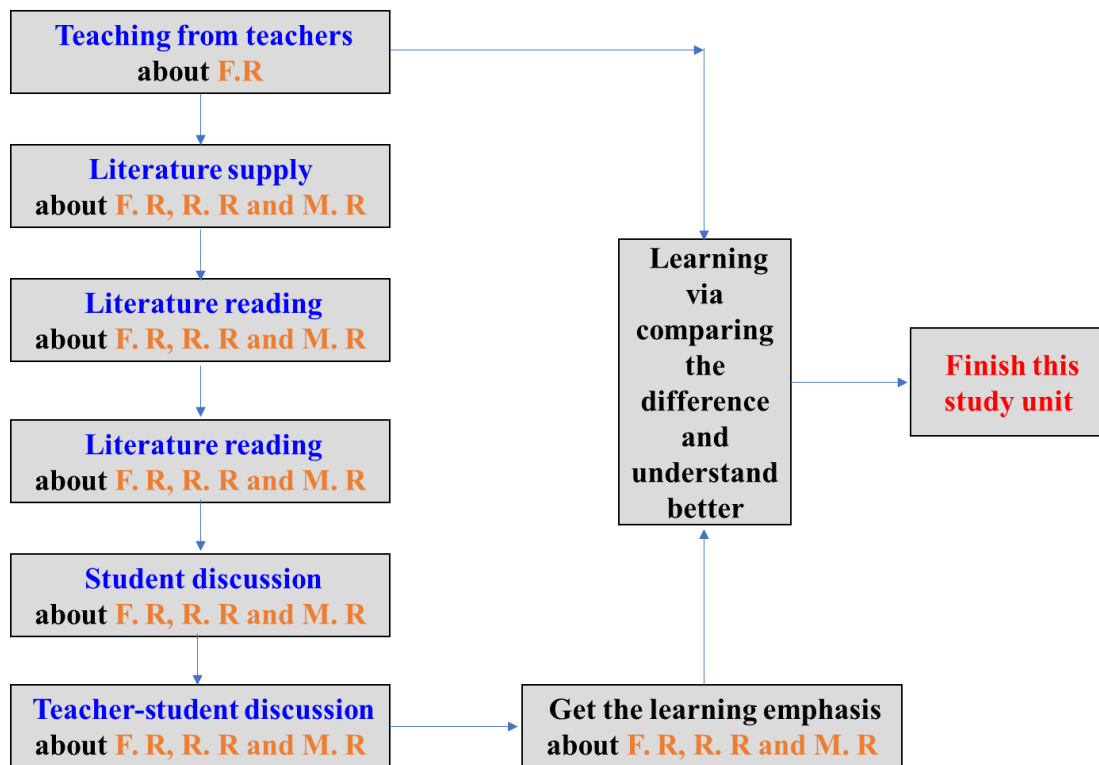 Teaching from teachers
about F.R
Literature supply
about F. R, R. R and M. R
Literature reading
about F. R, R. R and M. R
Literature reading
about F. R, R. R and M. R
Student discussion
about F. R, R. R and M. R
Teacher-student discussion
about F. R, R. R and M. R
Get the learning emphasis
about F. R, R. R and M. R
Learning
via
comparing
the
difference
and
understand
better
Finish this
study unit